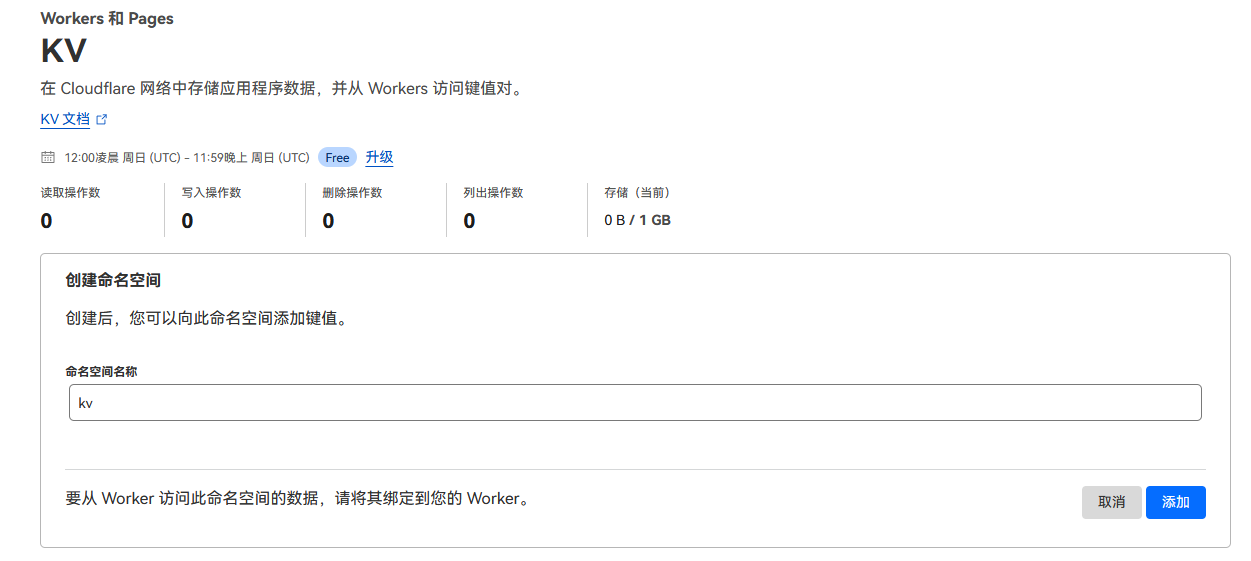 Workers 和 Pages
KV
在 Cloudflare 网络中存储应用程序数据，并从 Workers 访问键值对。
KV 文档
12:00凌晨 周日 (UTC) – 11:59晚上 周日 (UTC) Free 升级
读取操作数 写入操作数 删除操作数 列出操作数 存储（当前）
0 0 0 0 0 B / 1 GB
创建命名空间
创建后，您可以向此命名空间添加键值。
命名空间名称
kv
要从 Worker 访问此命名空间的数据，请将其绑定到您的 Worker。 取消 添加